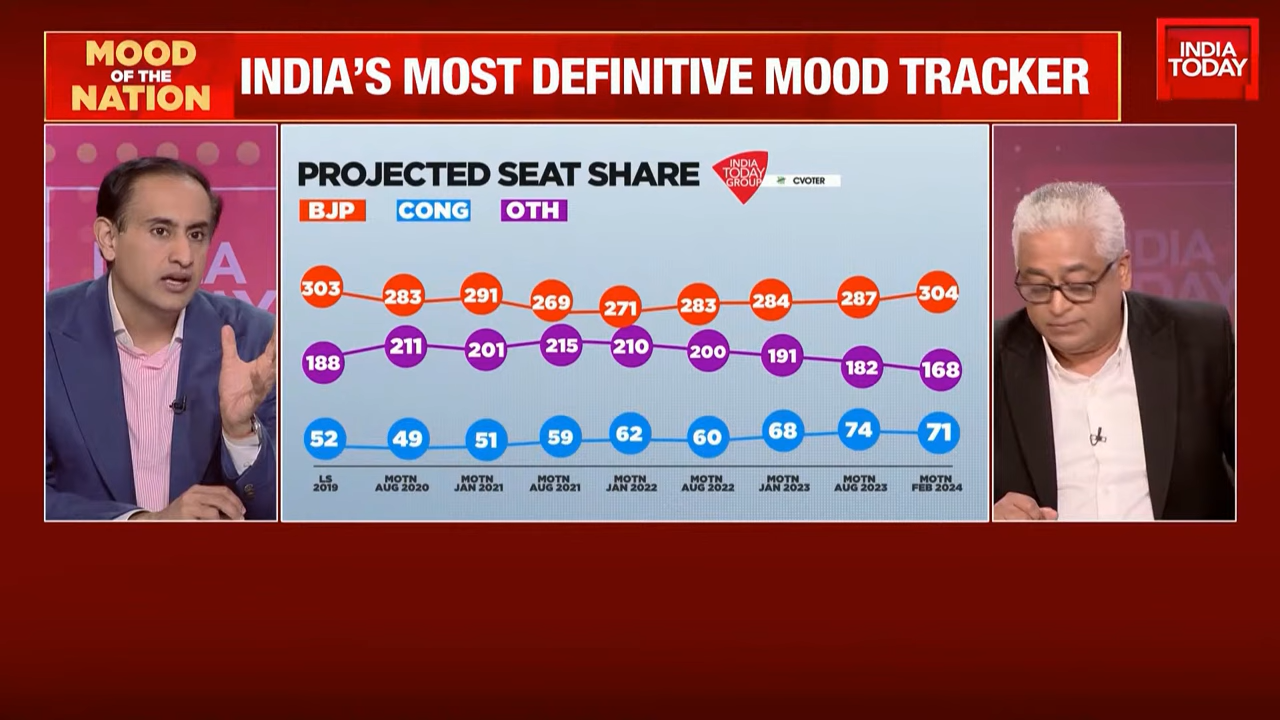 MOOD
OF THE
NATION
INDIA'S MOST DEFINITIVE MOOD TRACKER
INDIA
TODAY
PROJECTED SEAT SHARE
INDIA
TODAY
GROUP
CVOTER
BJP CONG OTH
303 283 291 269 271 283 284 287 304
188 211 201 215 210 200 191 182 168
52 49 51 59 62 60 68 74 71
LS MOTN MOTN MOTN MOTN MOTN MOTN MOTN MOTN
2019 AUG 2020 JAN 2021 AUG 2021 JAN 2022 AUG 2022 JAN 2023 AUG 2023 FEB 2024